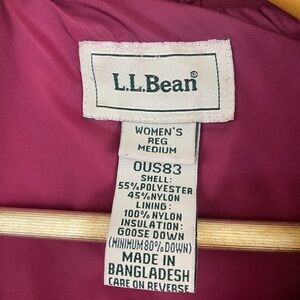 L.L.Bean®
WOMEN'S
REG
MEDIUM
OUS83
SHELL:
55%POLYESTER
45%NYLON
LINING:
100%NYLON
INSULATION:
GOOSE DOWN
(MINIMUM 80% DOWN)
MADE IN
BANGLADESH
CARE ON REVERSE